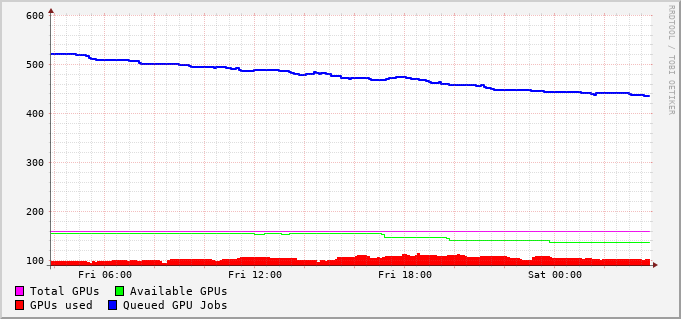 600
500
400
300
200
100
Fri 06:00 Fri 12:00 Fri 18:00 Sat 00:00
Total GPUs Available GPUs
GPUs used Queued GPU Jobs
RRDTOOL / TOBI OETIKER